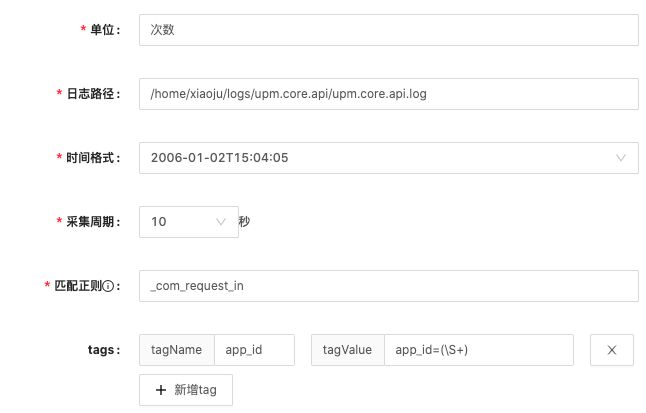 * 单位： 次数
* 日志路径： /home/xiaoju/logs/upm.core.api/upm.core.api.log
* 时间格式： 2006-01-02T15:04:05
* 采集周期： 10 秒
* 匹配正则： _com_request_in
tags： tagName app_id tagValue app_id=(\S+)
+ 新增tag